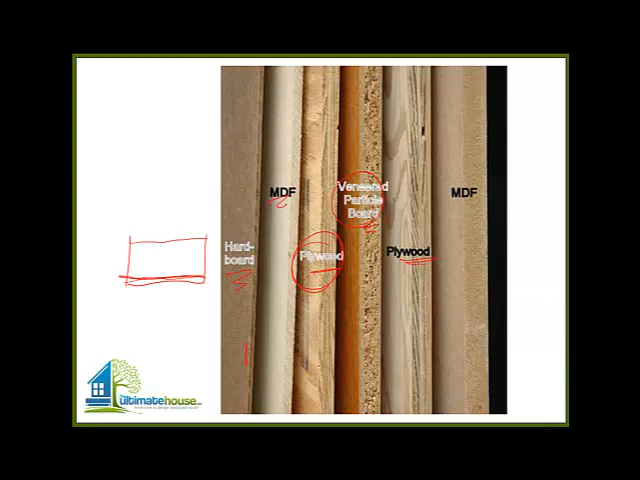 MDF
Veneered
Particle
Board
MDF
Hard-
board
Plywood
Plywood
ultimatehouse